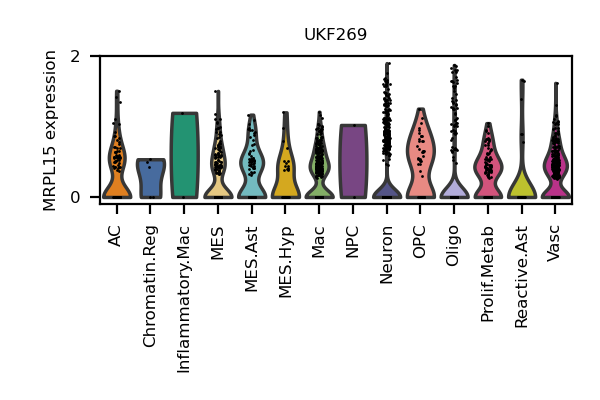 UKF269
MRPL15 expression
2
0
AC
Chromatin.Reg
Inflammatory.Mac
MES
MES.Ast
MES.Hyp
Mac
NPC
Neuron
OPC
Oligo
Prolif.Metab
Reactive.Ast
Vasc